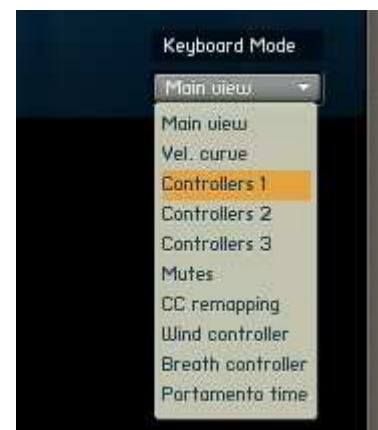 Keyboard Mode
Main view
Main view
Vel. curve
Controllers 1
Controllers 2
Controllers 3
Mutes
CC remapping
Wind controller
Breath controller
Portamento time